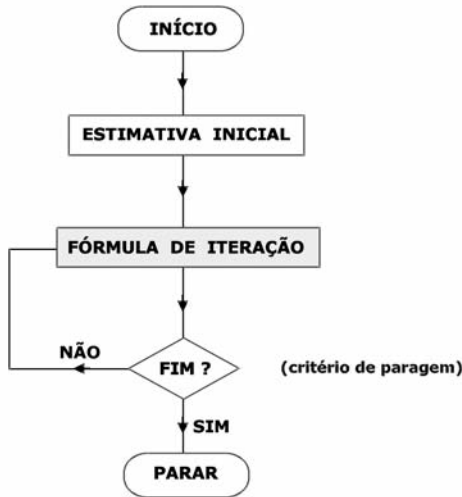 INÍCIO
ESTIMATIVA INICIAL
FÓRMULA DE ITERAÇÃO
NÃO
FIM ?
(critério de paragem)
SIM
PARAR